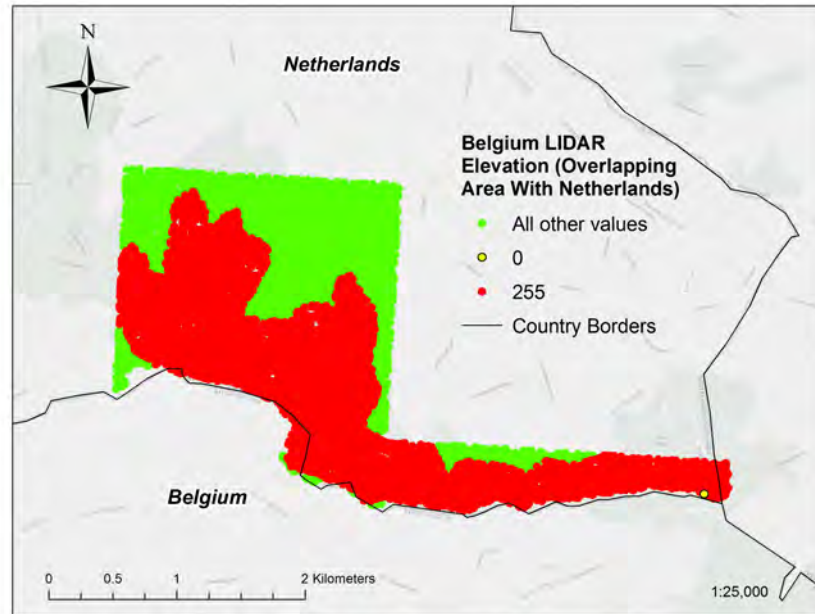 N
Netherlands
Belgium LIDAR
Elevation (Overlapping
Area With Netherlands)
All other values
0
255
Country Borders
Belgium
0 0.5 1 2 Kilometers
1:25,000